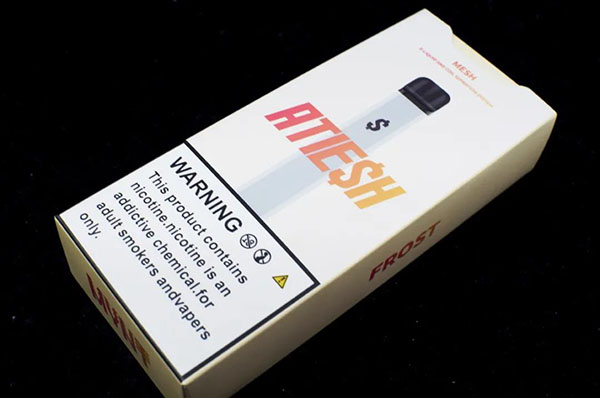 MESH
$
ATIE$H
WARNING
This product contains
nicotine.nicotine is an
addictive chemical.for
adult smokers andvapers
only.
FROST